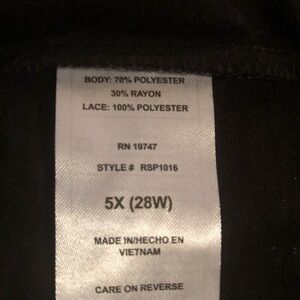 BODY: 70% POLYESTER
30% RAYON
LACE: 100% POLYESTER
RN 19747
STYLE # RSP1016
5X (28W)
MADE IN/HECHO EN
VIETNAM
CARE ON REVERSE